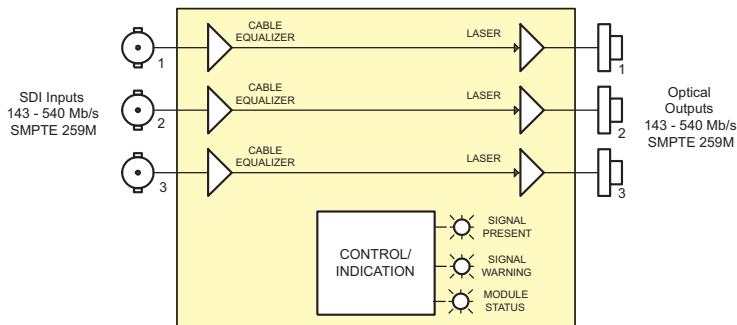 CABLE
EQUALIZER
LASER
1
1
SDI Inputs
143 - 540 Mb/s
SMPTE 259M
CABLE
EQUALIZER
LASER
2
2
Optical
Outputs
143 - 540 Mb/s
SMPTE 259M
CABLE
EQUALIZER
LASER
3
3
CONTROL/
INDICATION
SIGNAL
PRESENT
SIGNAL
WARNING
MODULE
STATUS